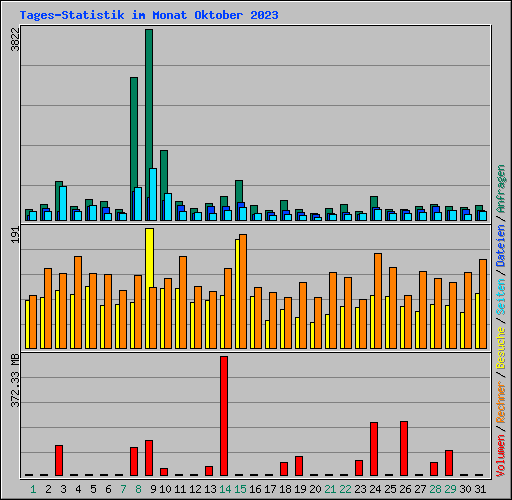 Tages-Statistik im Monat Oktober 2023
3822
191
372.33 MB
Volumen / Rechner / Besuche / Seiten / Dateien / Anfragen
1 2 3 4 5 6 7 8 9 10 11 12 13 14 15 16 17 18 19 20 21 22 23 24 25 26 27 28 29 30 31